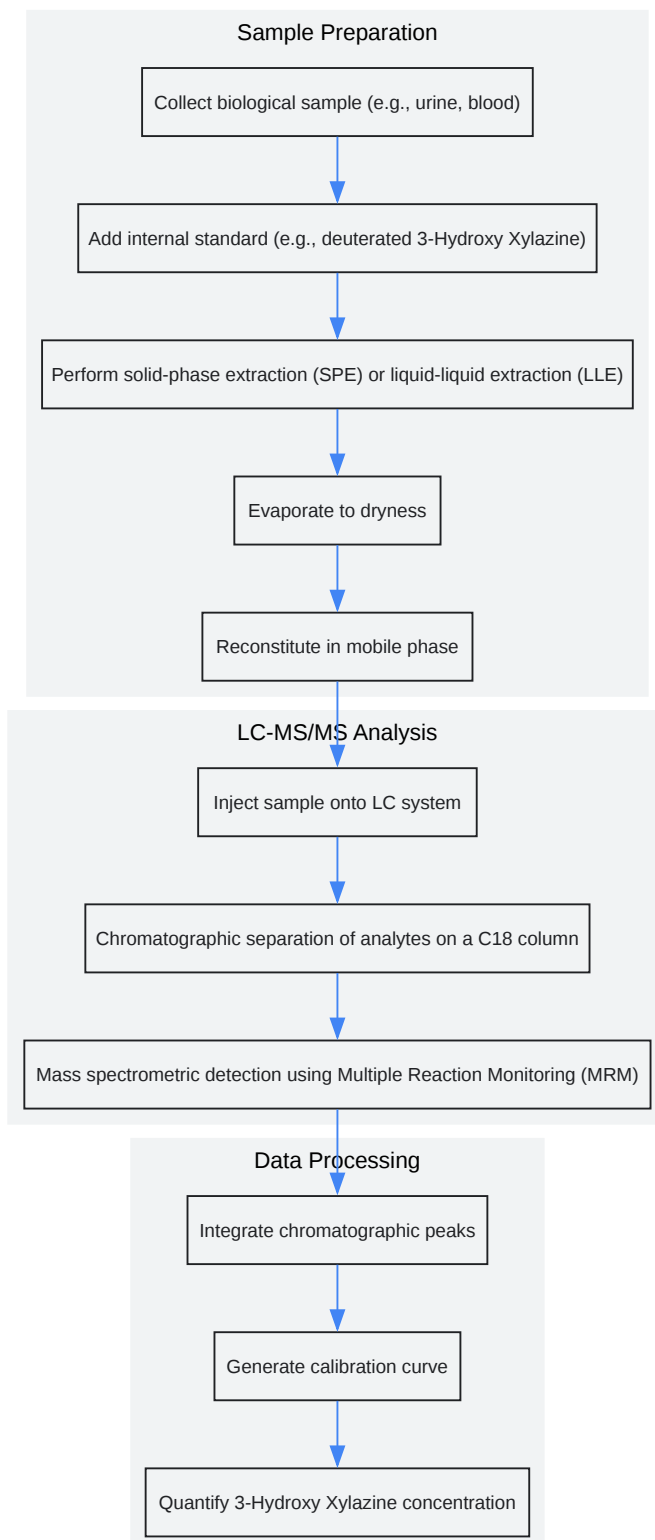 Sample Preparation
Collect biological sample (e.g., urine, blood)
Add internal standard (e.g., deuterated 3-Hydroxy Xylazine)
Perform solid-phase extraction (SPE) or liquid-liquid extraction (LLE)
Evaporate to dryness
Reconstitute in mobile phase
LC-MS/MS Analysis
Inject sample onto LC system
Chromatographic separation of analytes on a C18 column
Mass spectrometric detection using Multiple Reaction Monitoring (MRM)
Data Processing
Integrate chromatographic peaks
Generate calibration curve
Quantify 3-Hydroxy Xylazine concentration